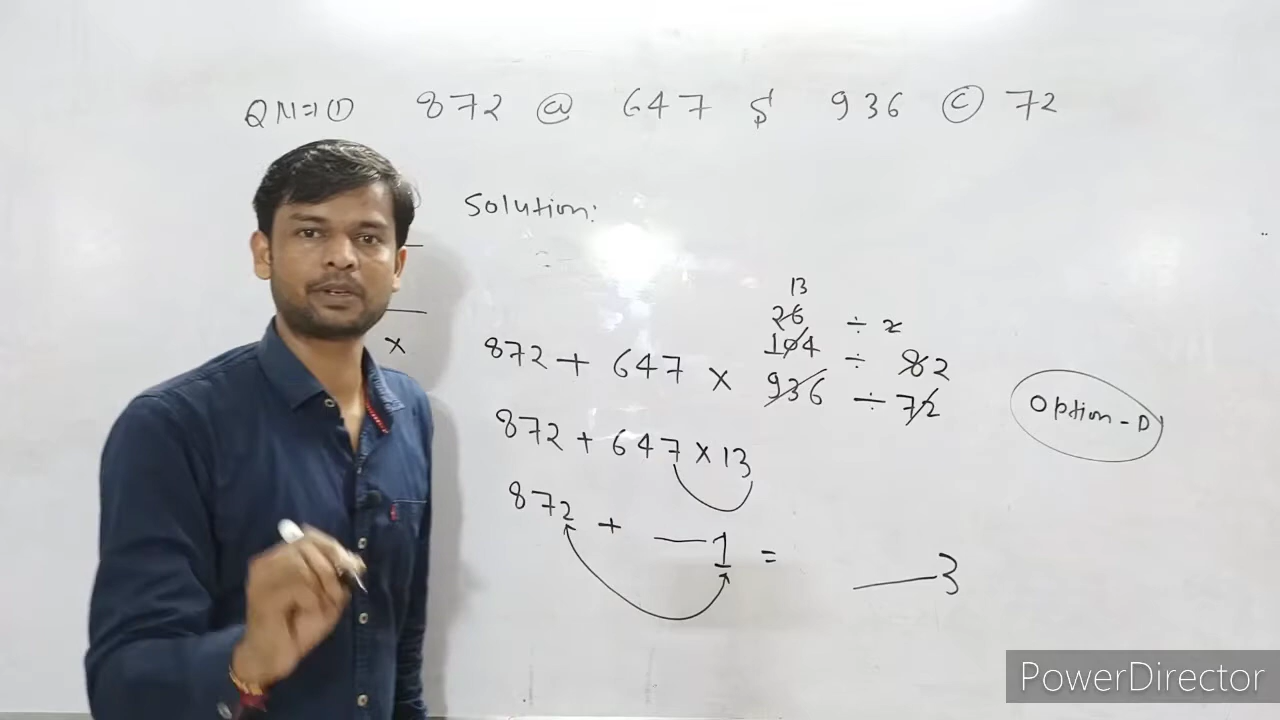 QN=① 872 @ 647 $ 936 © 72
Solution:
13
26 ÷ 2
104 ÷ 82
872 + 647 × 936 ÷ 72
×
Option-D
872 + 647 × 13
872 + —1 = —3
PowerDirector